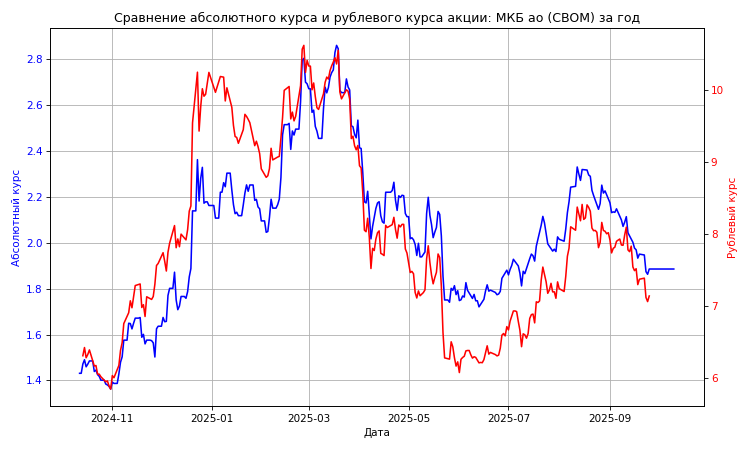 Сравнение абсолютного курса и рублевого курса акции: МКБ ао (CBOM) за год
2.8
2.6
2.4
2.2
2.0
1.8
1.6
1.4
Абсолютный курс
10
9
8
7
6
Рублевый курс
2024-11 2025-01 2025-03 2025-05 2025-07 2025-09
Дата